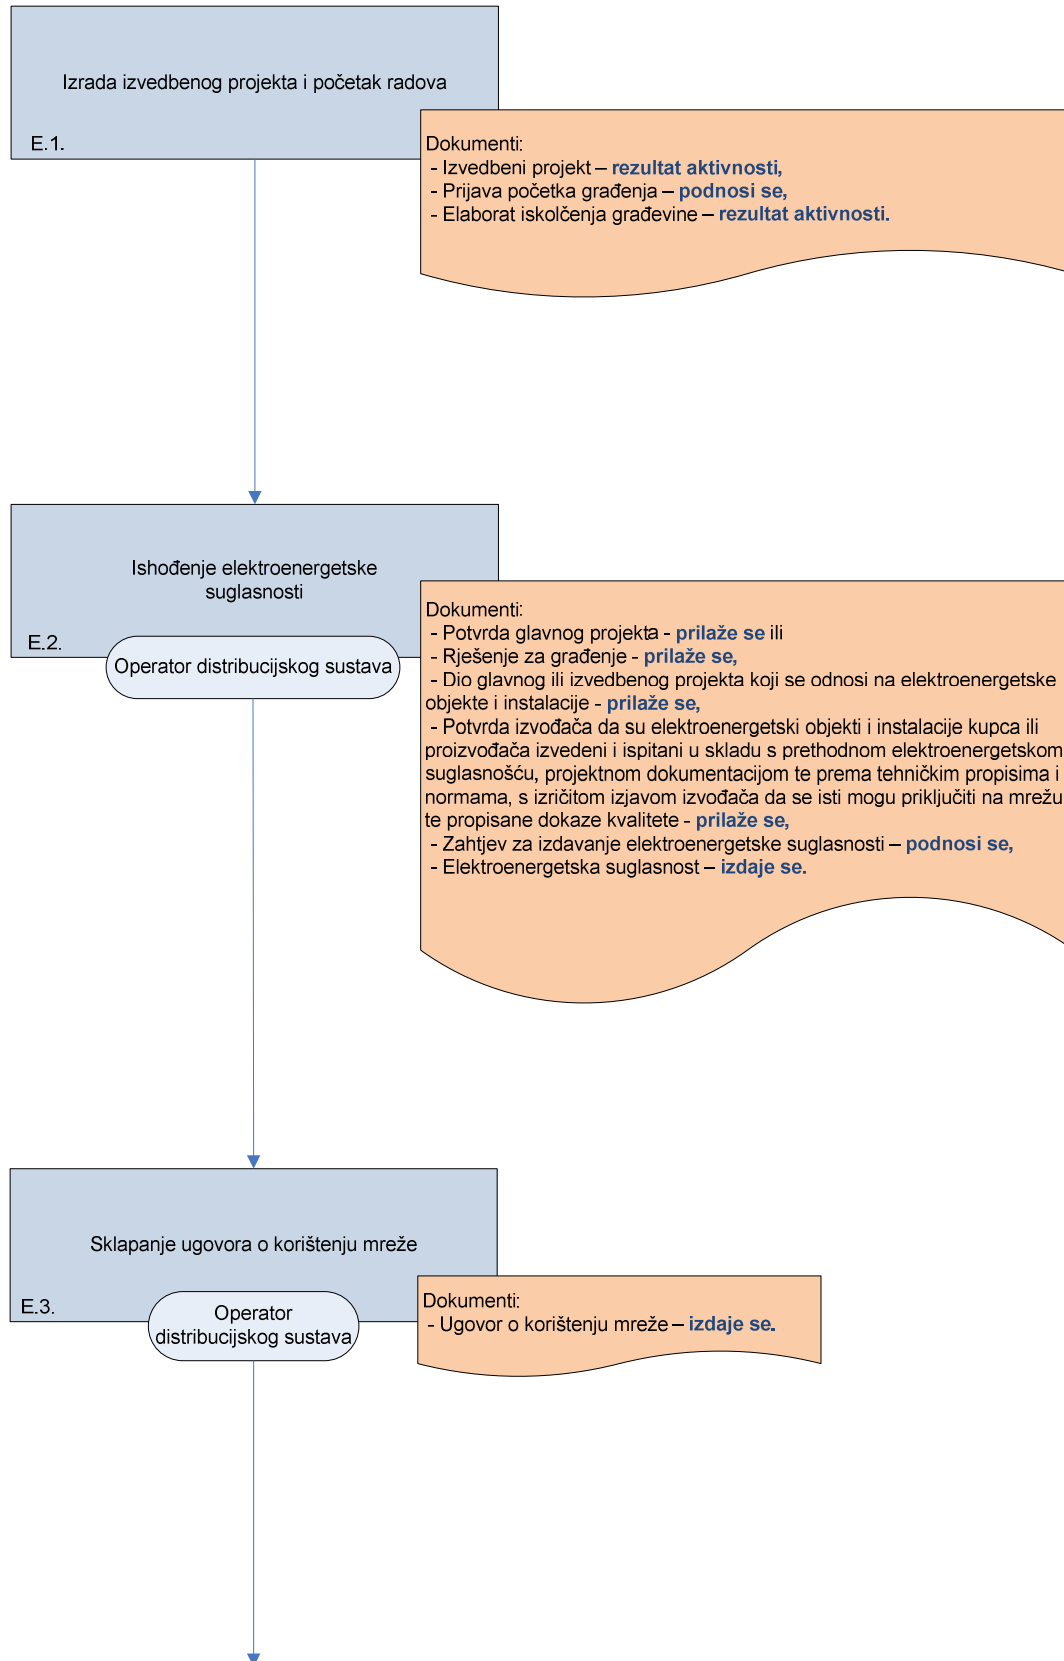 Izrada izvedbenog projekta i početak radova
E.1.
Dokumenti:
- Izvedbeni projekt – rezultat aktivnosti,
- Prijava početka građenja – podnosi se,
- Elaborat iskolčenja građevine – rezultat aktivnosti.
Ishođenje elektroenergetske
suglasnosti
E.2.
Operator distribucijskog sustava
Dokumenti:
- Potvrda glavnog projekta - prilaže se ili
- Rješenje za građenje - prilaže se,
- Dio glavnog ili izvedbenog projekta koji se odnosi na elektroenergetske
objekte i instalacije - prilaže se,
- Potvrda izvođača da su elektroenergetski objekti i instalacije kupca ili
proizvođača izvedeni i ispitani u skladu s prethodnom elektroenergetskom
suglasnošću, projektnom dokumentacijom te prema tehničkim propisima i
normama, s izričitom izjavom izvođača da se isti mogu priključiti na mrežu
te propisane dokaze kvalitete - prilaže se,
- Zahtjev za izdavanje elektroenergetske suglasnosti – podnosi se,
- Elektroenergetska suglasnost – izdaje se.
Sklapanje ugovora o korištenju mreže
E.3.
Operator
distribucijskog sustava
Dokumenti:
- Ugovor o korištenju mreže – izdaje se.